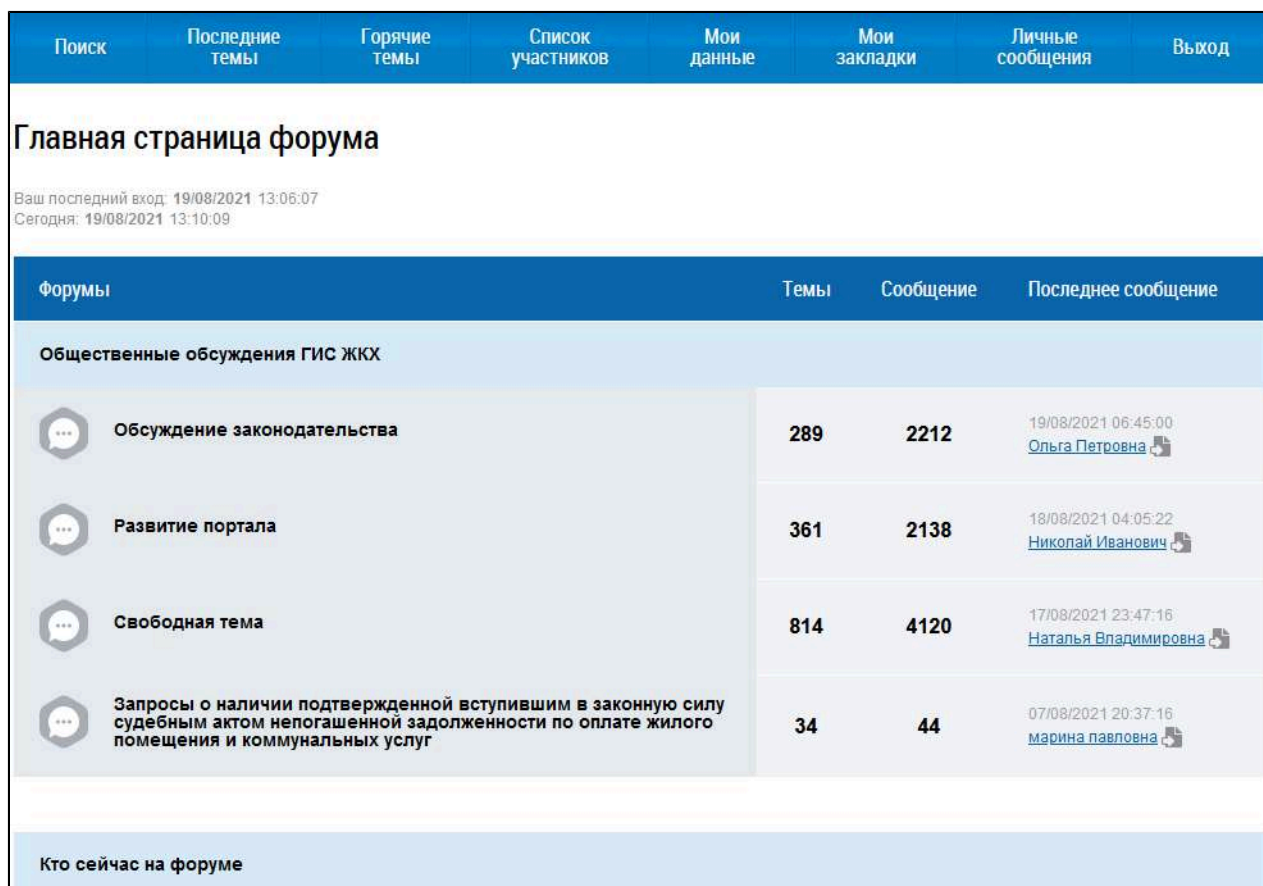 Поиск
Последние темы
Горячие темы
Список участников
Мои данные
Мои закладки
Личные сообщения
Выход
Главная страница форума
Ваш последний вход: 19/08/2021 13:06:07
Сегодня: 19/08/2021 13:10:09
Форумы Темы Сообщение Последнее сообщение
Общественные обсуждения ГИС ЖКХ
Обсуждение законодательства 289 2212 19/08/2021 06:45:00
Ольга Петровна
Развитие портала 361 2138 18/08/2021 04:05:22
Николай Иванович
Свободная тема 814 4120 17/08/2021 23:47:16
Наталья Владимировна
Запросы о наличии подтвержденной вступившим в законную силу
судебным актом непогашенной задолженности по оплате жилого
помещения и коммунальных услуг
34 44 07/08/2021 20:37:16
марина павловна
Кто сейчас на форуме